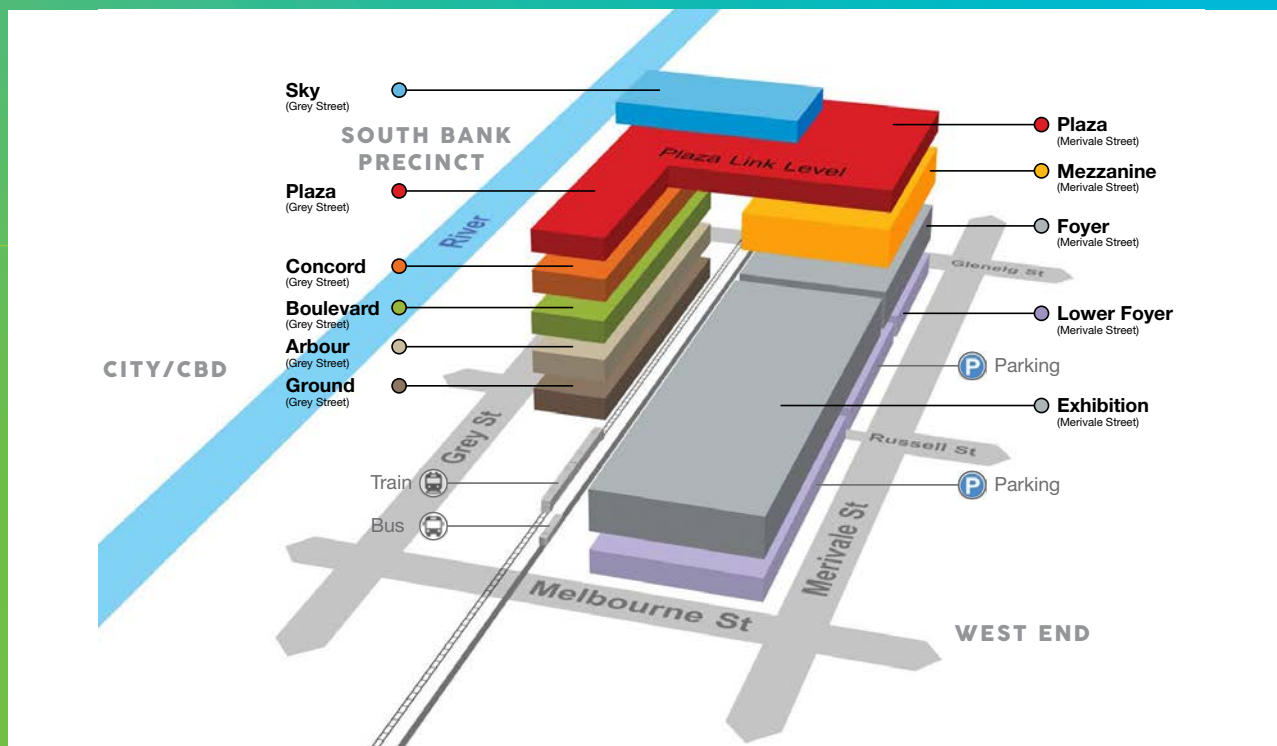 Sky
(Grey Street)
SOUTH BANK
PRECINCT
Plaza
(Grey Street)
River
Concord
(Grey Street)
Boulevard
(Grey Street)
Arbour
(Grey Street)
Ground
(Grey Street)
CITY/CBD
Plaza Link Level
Plaza
(Merivale Street)
Mezzanine
(Merivale Street)
Foyer
(Merivale Street)
Glenelg St
Lower Foyer
(Merivale Street)
P Parking
Exhibition
(Merivale Street)
Russell St
P Parking
Grey St
Train
Bus
Merivale St
Melbourne St
WEST END